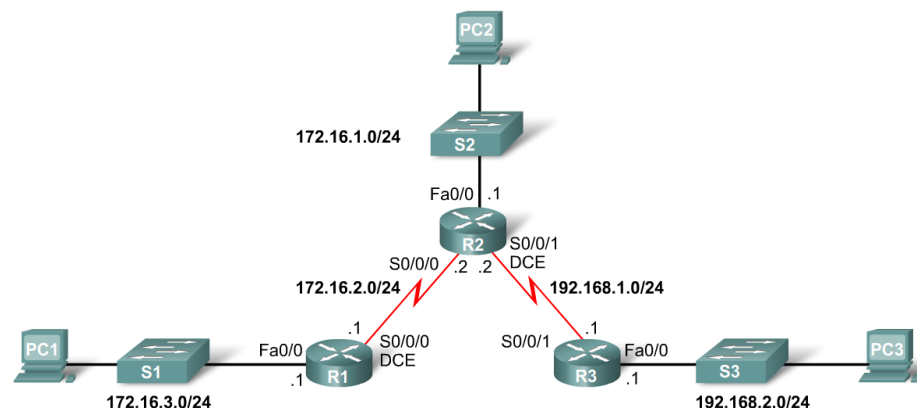 PC2
172.16.1.0/24
S2
Fa0/0 .1
R2
S0/0/1
DCE
S0/0/0 .2 .2
172.16.2.0/24
192.168.1.0/24
.1
S0/0/0
DCE
.1
S0/0/1
PC1
S1
Fa0/0
.1
R1
Fa0/0
.1
R3
S3
PC3
172.16.3.0/24
192.168.2.0/24